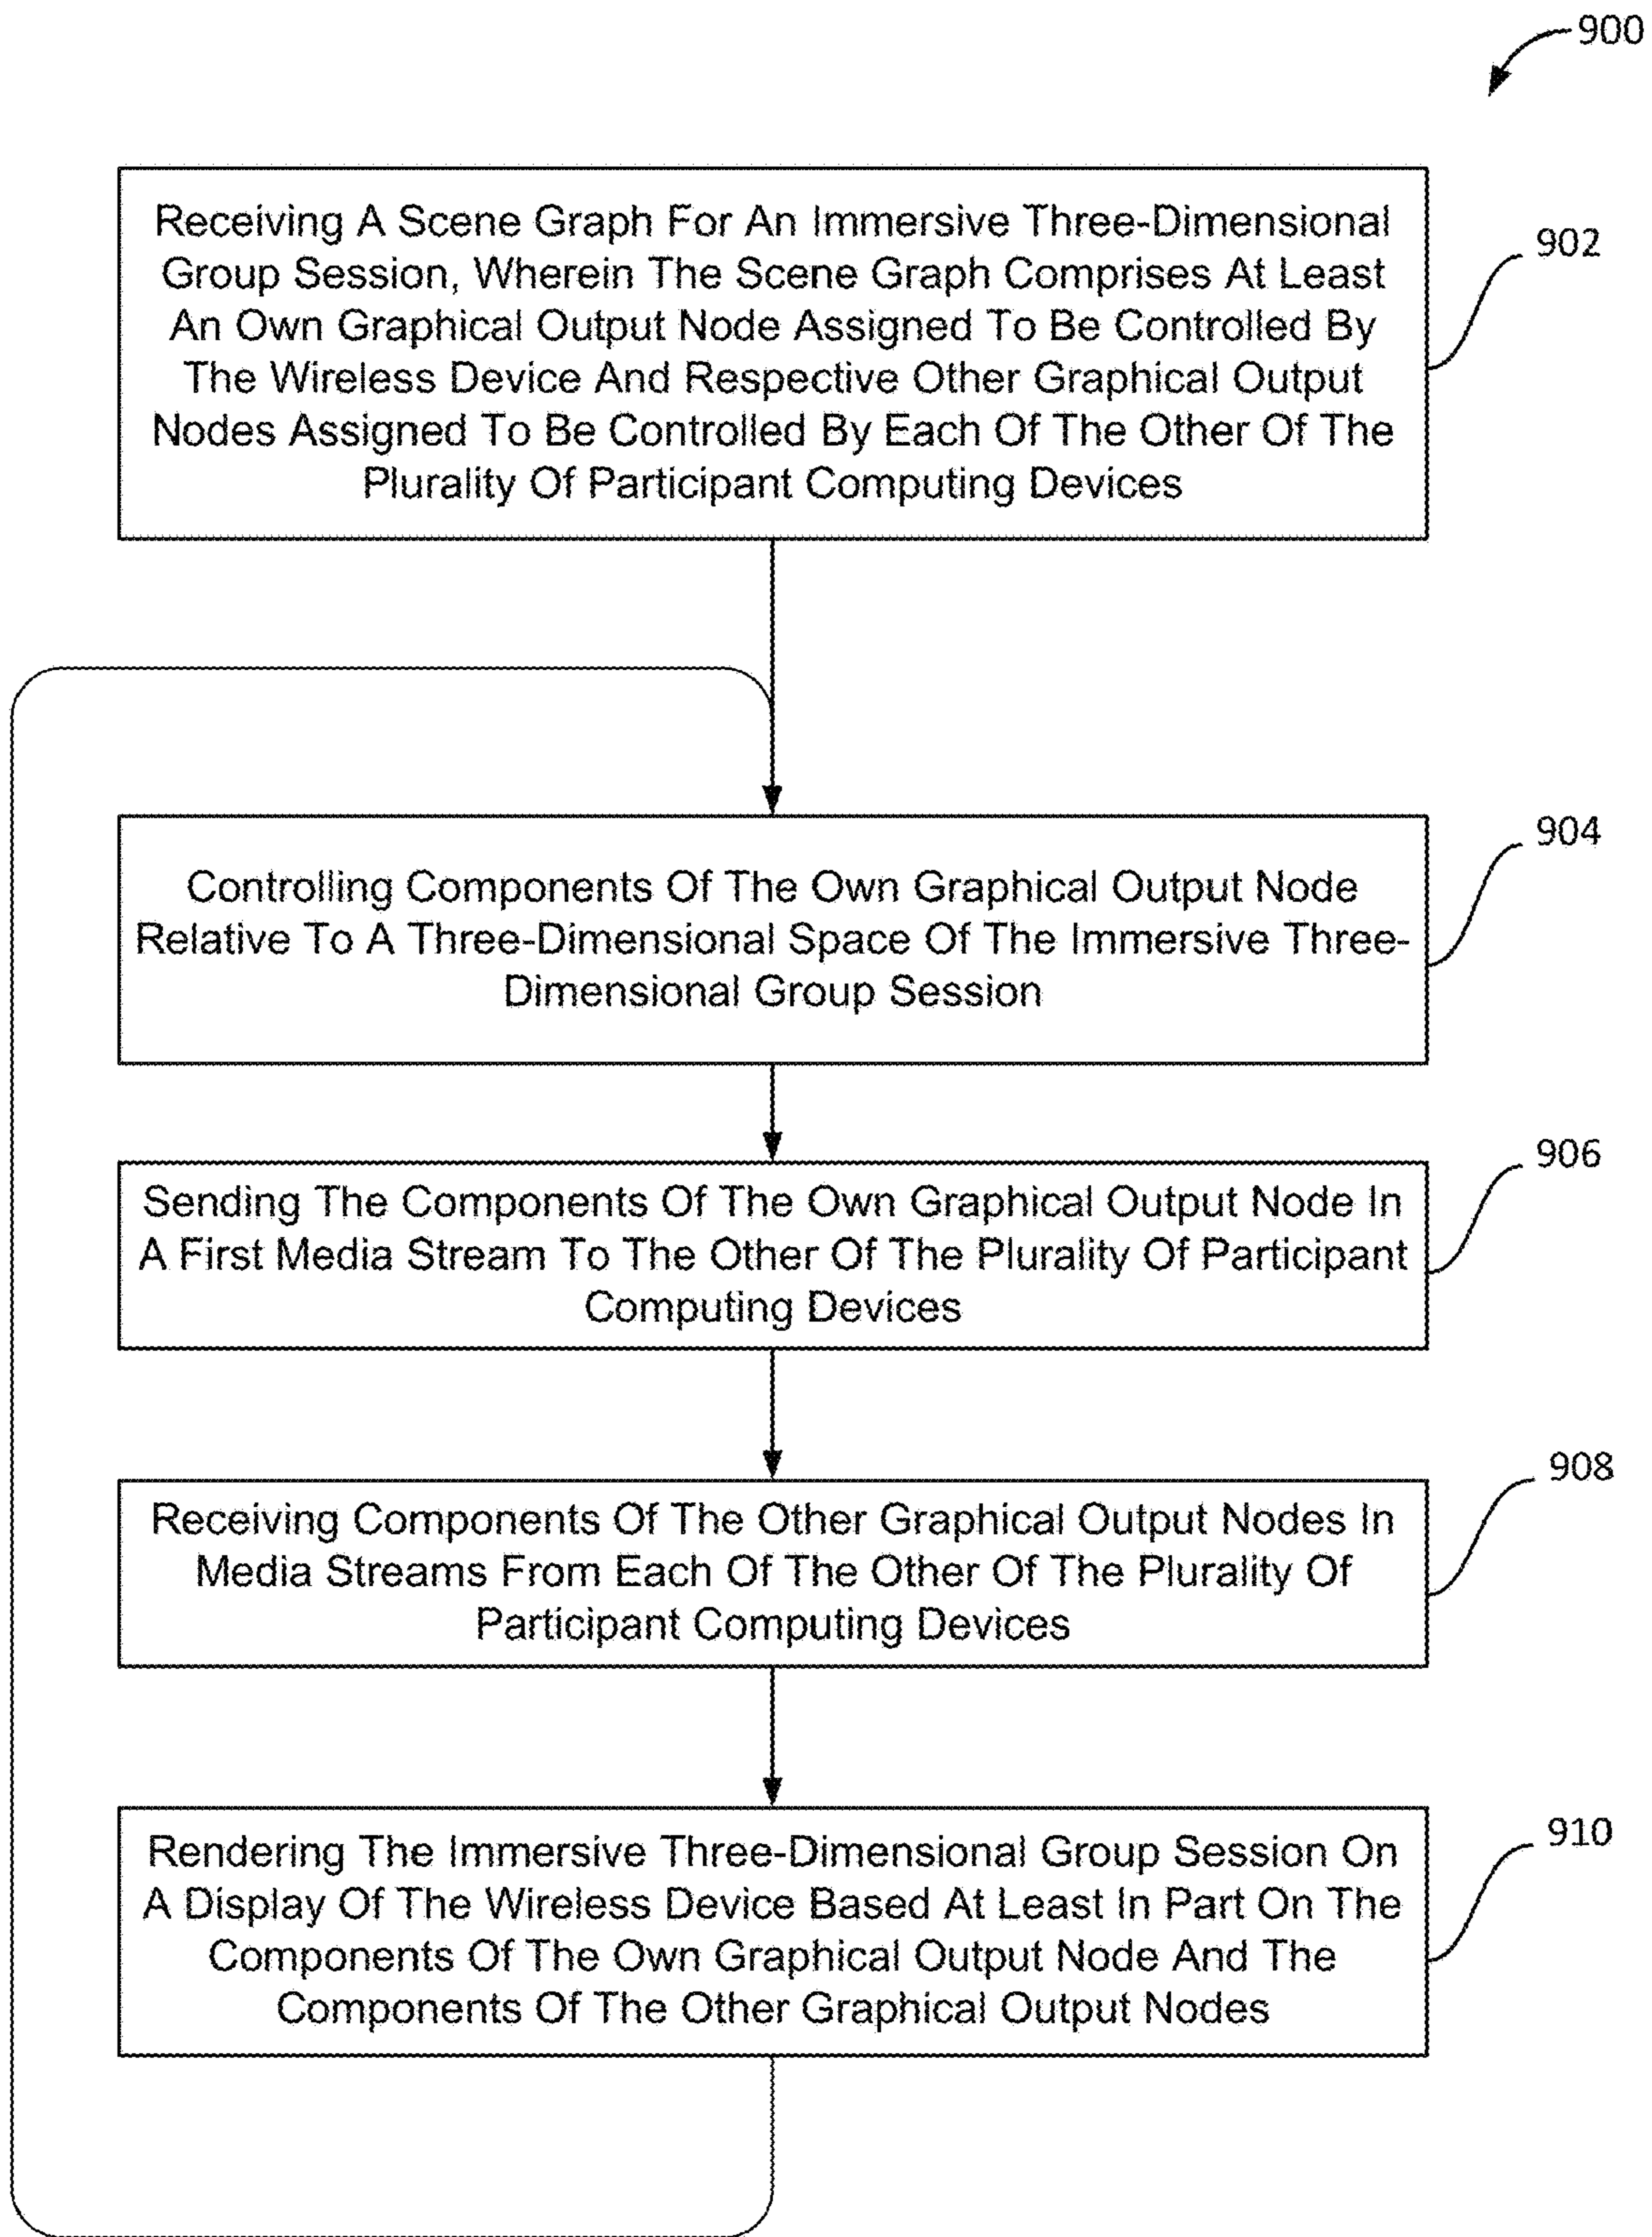 900
Receiving A Scene Graph For An Immersive Three-Dimensional
Group Session, Wherein The Scene Graph Comprises At Least
An Own Graphical Output Node Assigned To Be Controlled By
The Wireless Device And Respective Other Graphical Output
Nodes Assigned To Be Controlled By Each Of The Other Of The
Plurality Of Participant Computing Devices
902
Controlling Components Of The Own Graphical Output Node
Relative To A Three-Dimensional Space Of The Immersive Three-
Dimensional Group Session
904
Sending The Components Of The Own Graphical Output Node In
A First Media Stream To The Other Of The Plurality Of Participant
Computing Devices
906
Receiving Components Of The Other Graphical Output Nodes In
Media Streams From Each Of The Other Of The Plurality Of
Participant Computing Devices
908
Rendering The Immersive Three-Dimensional Group Session On
A Display Of The Wireless Device Based At Least In Part On The
Components Of The Own Graphical Output Node And The
Components Of The Other Graphical Output Nodes
910